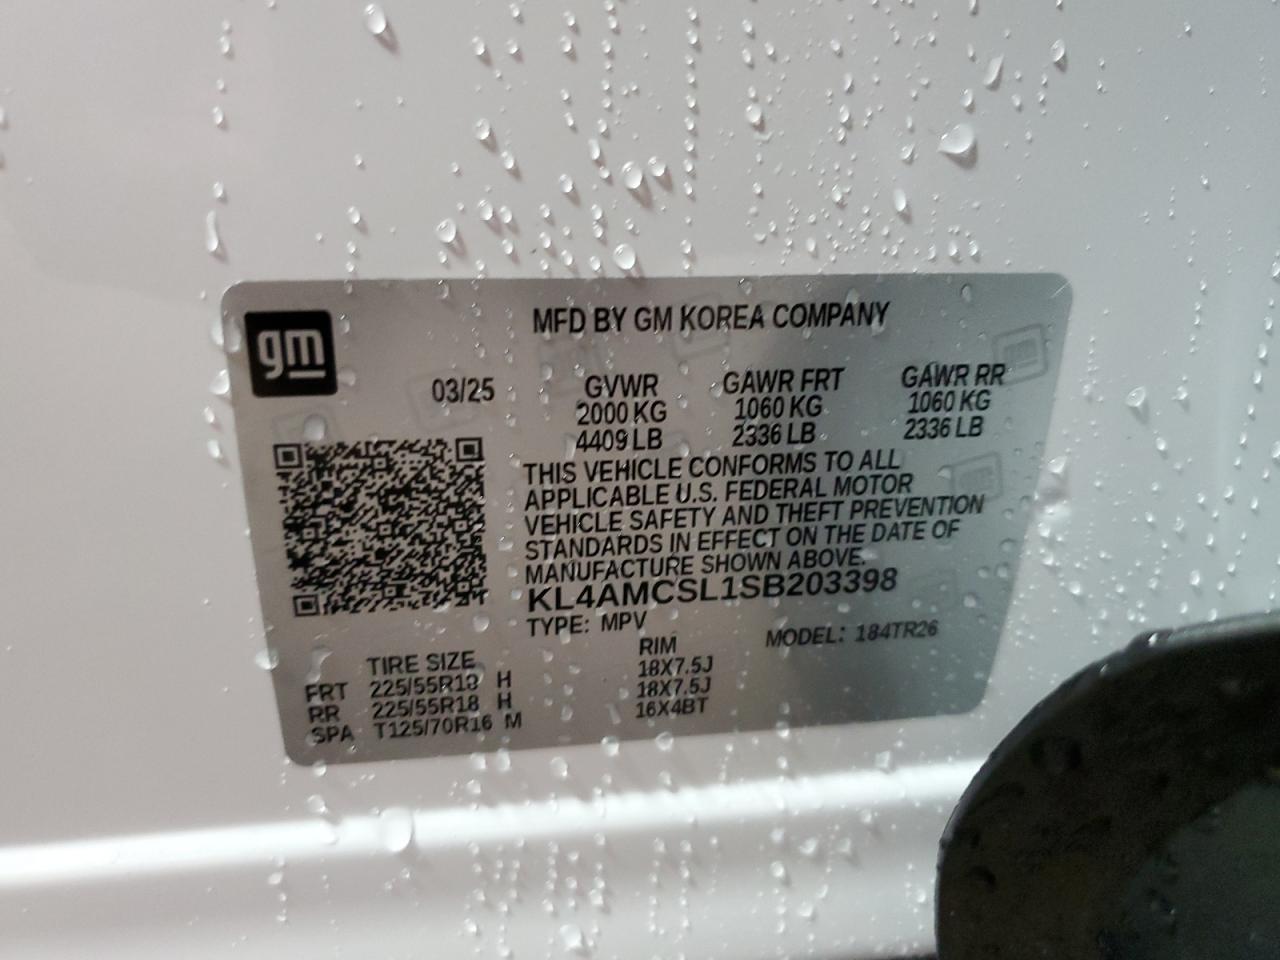 gm
MFD BY GM KOREA COMPANY
03/25
GVWR GAWR FRT GAWR RR
2000 KG 1060 KG 1060 KG
4409 LB 2336 LB 2336 LB
THIS VEHICLE CONFORMS TO ALL
APPLICABLE U.S. FEDERAL MOTOR
VEHICLE SAFETY AND THEFT PREVENTION
STANDARDS IN EFFECT ON THE DATE OF
MANUFACTURE SHOWN ABOVE.
KL4AMCSL1SB203398
TYPE: MPV MODEL: 184TR26
TIRE SIZE RIM
FRT 225/55R18 H 18X7.5J
RR 225/55R18 H 18X7.5J
SPA T125/70R16 M 16X4BT